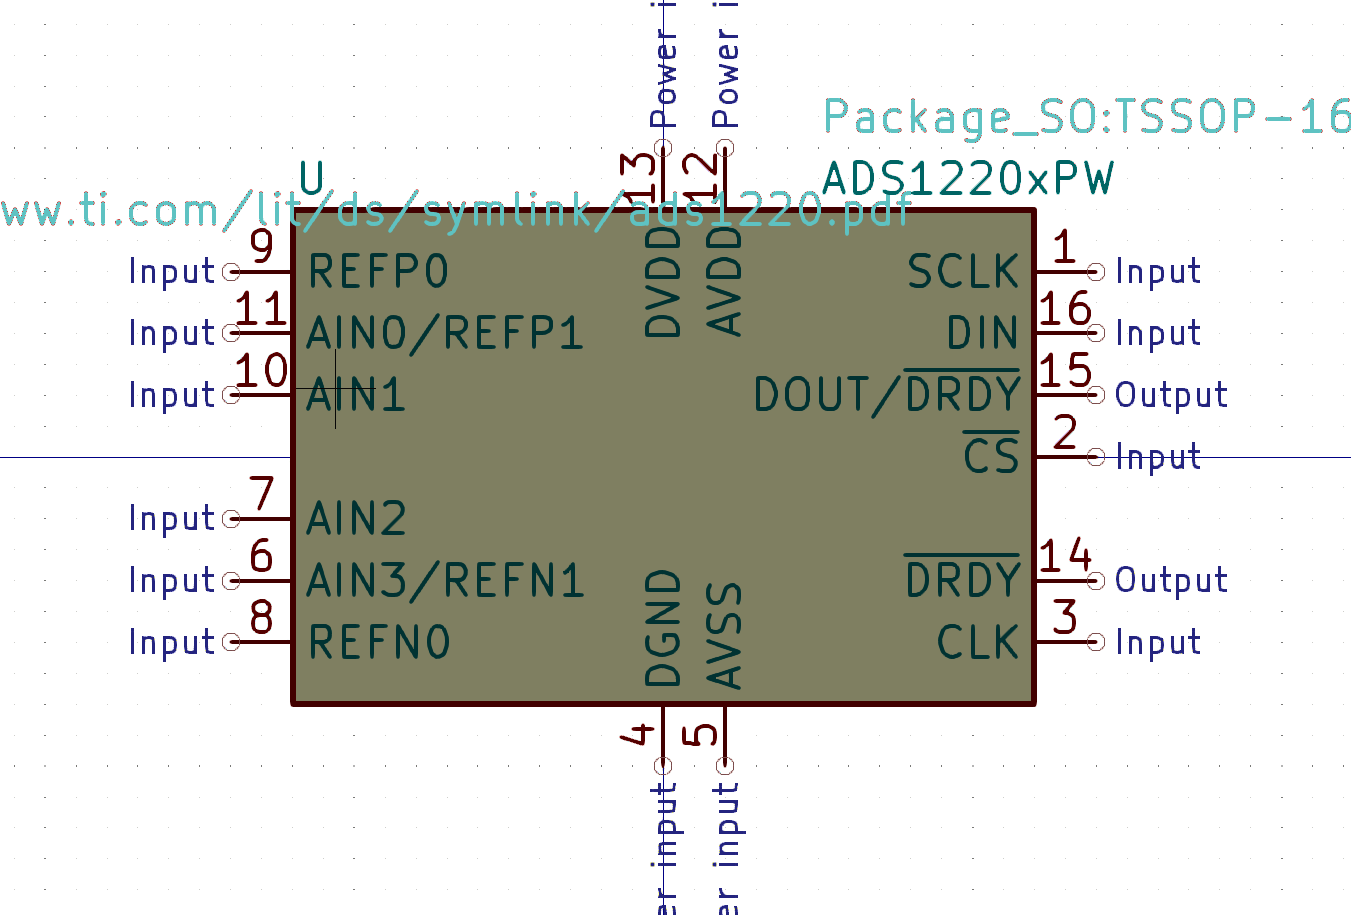 Power i
Power i
Package_SO:TSSOP-16
13
12
U
ADS1220xPW
ww.ti.com/lit/ds/symlink/ads1220.pdf
DVDD
AVDD
Input 9 REFP0
SCLK 1 Input
Input 11 AIN0/REFP1
DIN 16 Input
Input 10 AIN1
DOUT/DRDY 15 Output
CS 2 Input
Input 7 AIN2
Input 6 AIN3/REFN1
DRDY 14 Output
Input 8 REFN0
CLK 3 Input
DGND
AVSS
4
5
er input
er input